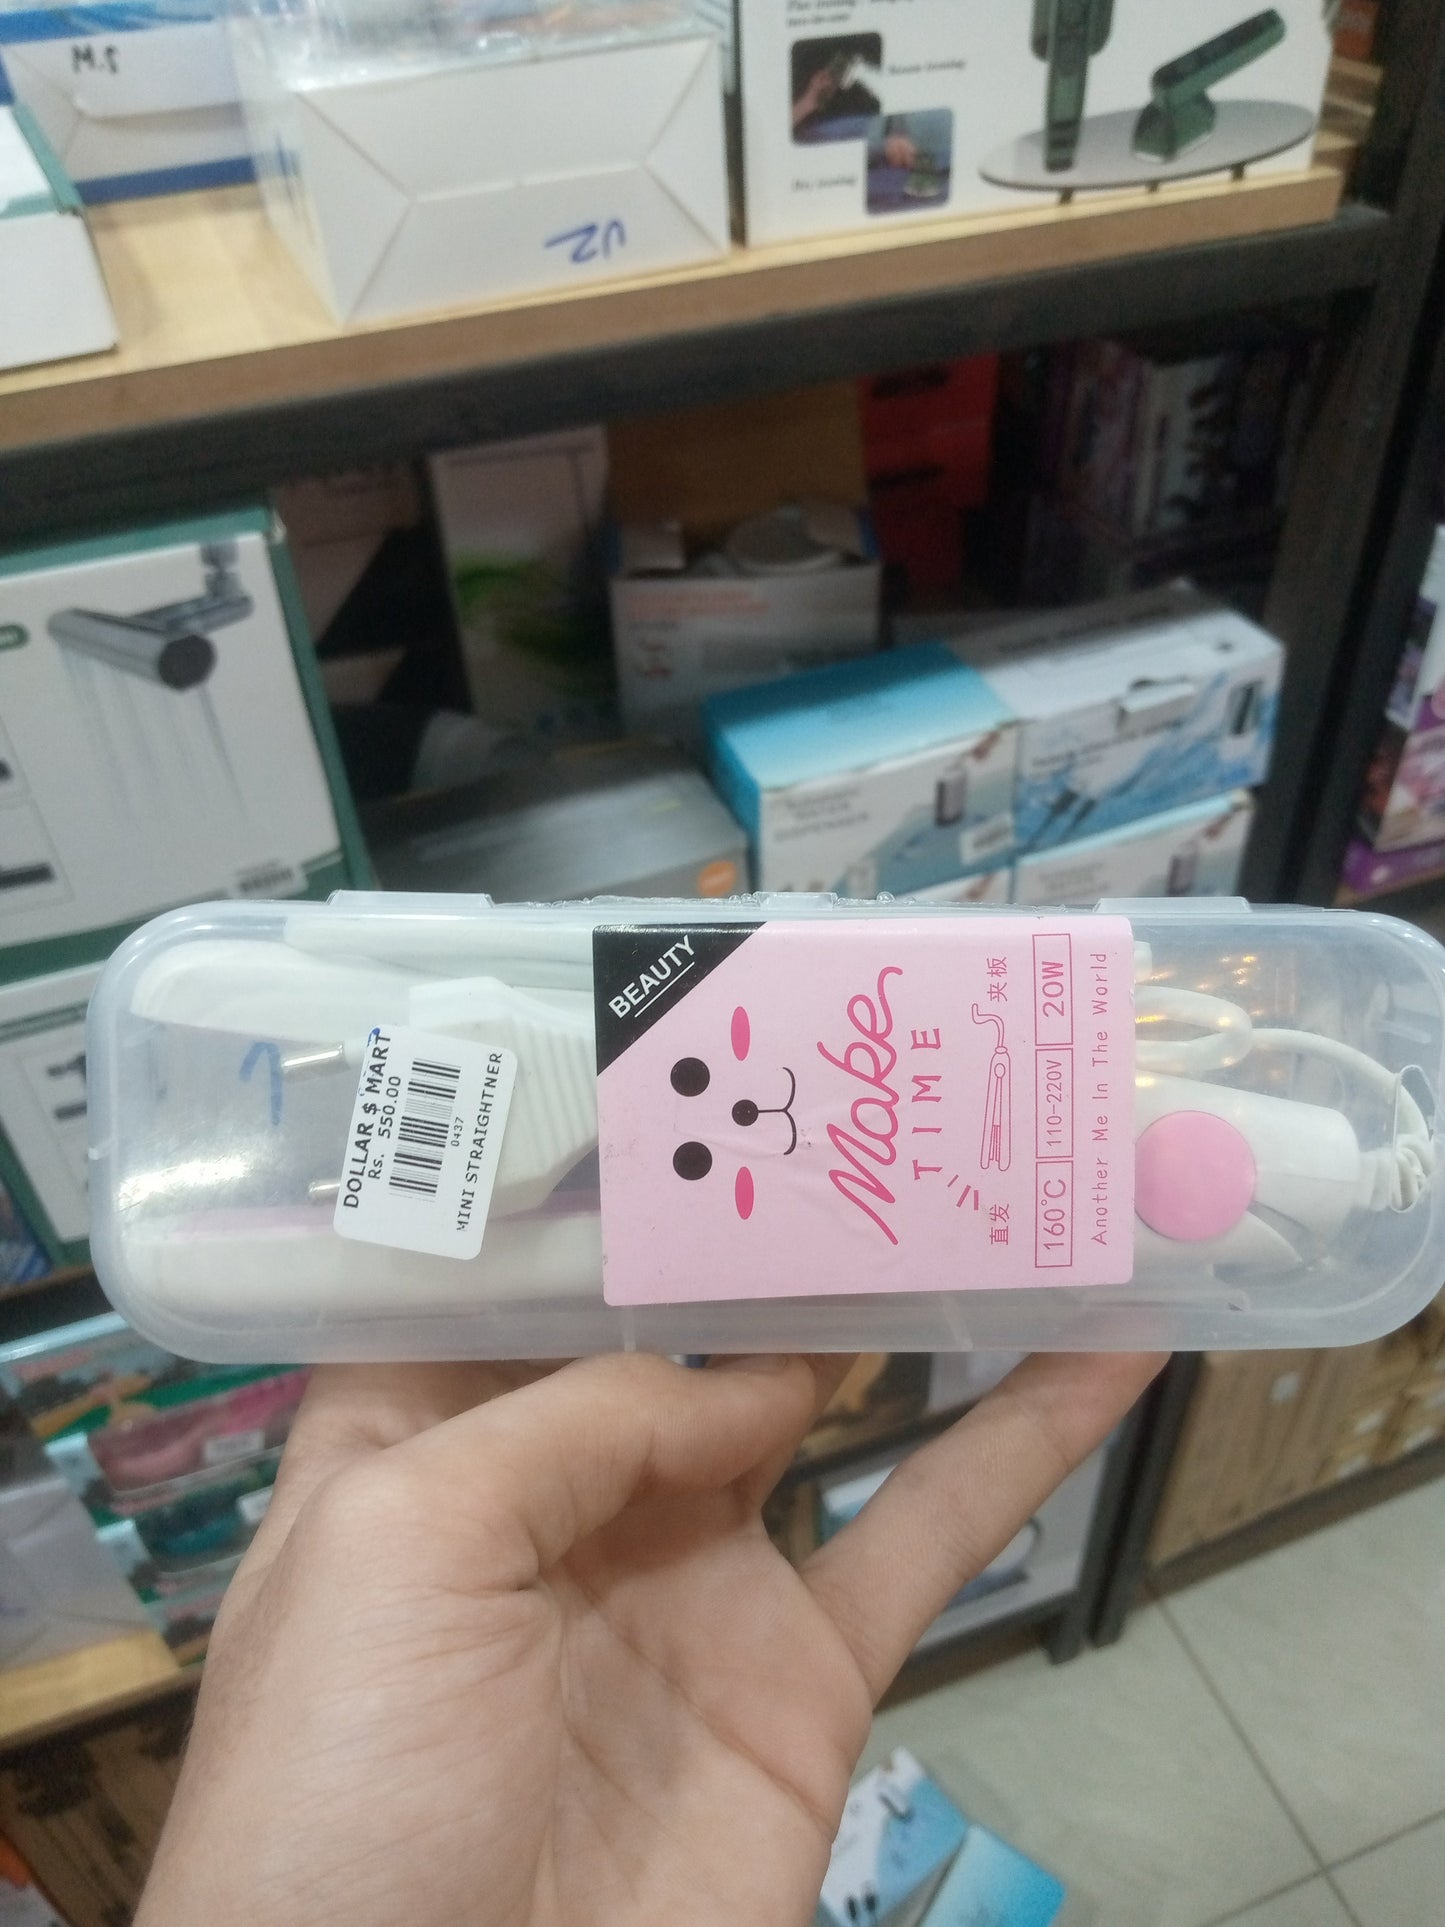 M.S
U2
DOLLAR $ MART
Rs. 550.00
0437
MINI STRAIGHTNER
BEAUTY
Make
TIME
直发 夹板
160°C 110-220V 20W
Another Me In The World